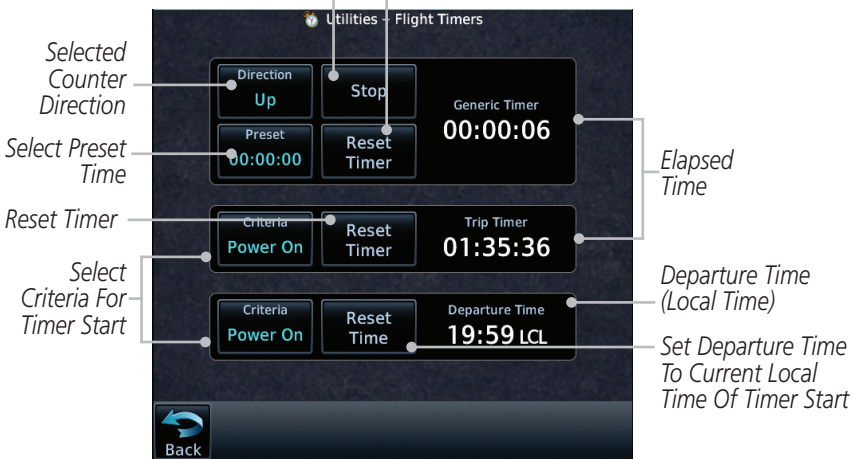 Utilities – Flight Timers
Selected
Counter
Direction
Direction
Up
Stop
Generic Timer
00:00:06
Select Preset
Time
Preset
00:00:00
Reset
Timer
Elapsed
Time
Reset Timer
Criteria
Power On
Reset
Timer
Trip Timer
01:35:36
Select
Criteria For
Timer Start
Criteria
Power On
Reset
Time
Departure Time
19:59 LCL
Departure Time
(Local Time)
Set Departure Time
To Current Local
Time Of Timer Start
Back